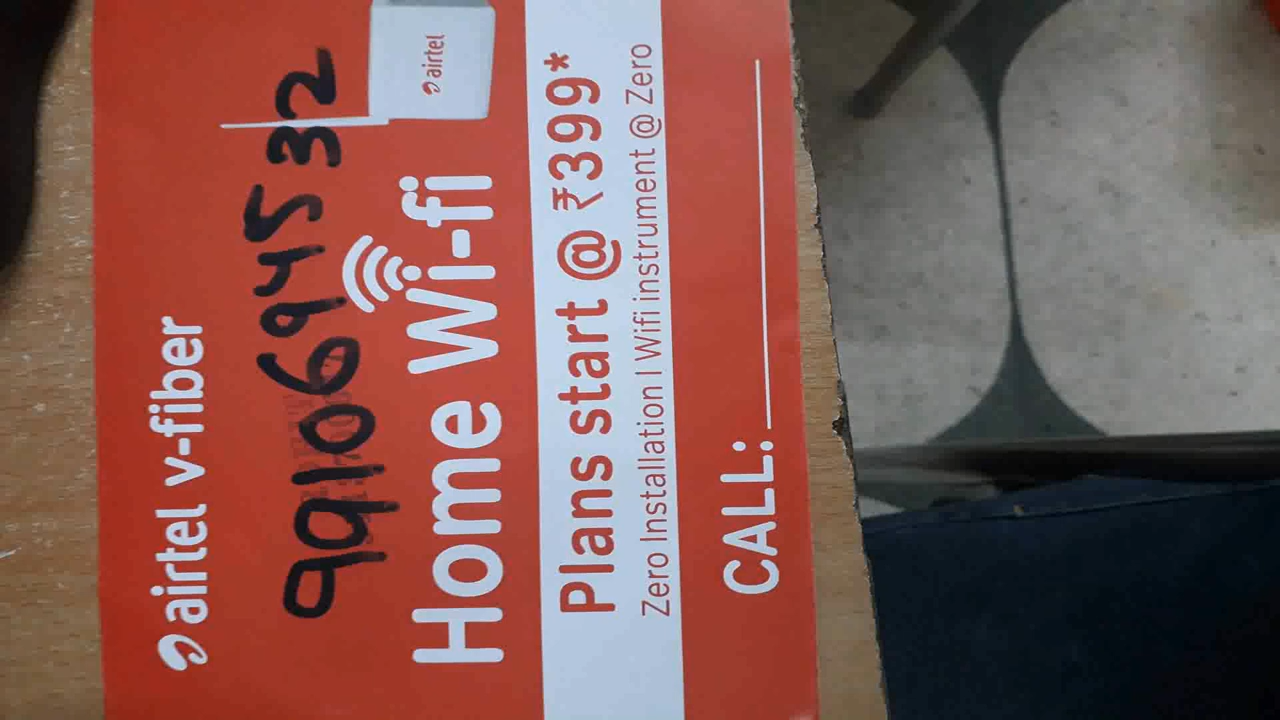 airtel v-fiber
9910694532
airtel
Home Wi-fi
Plans start @ ₹399*
Zero Installation | Wifi instrument @ Zero
CALL: